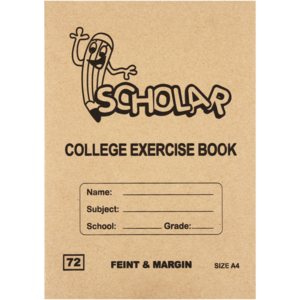 SCHOLAR
COLLEGE EXERCISE BOOK
Name:
Subject:
School: Grade:
72 FEINT & MARGIN SIZE A4